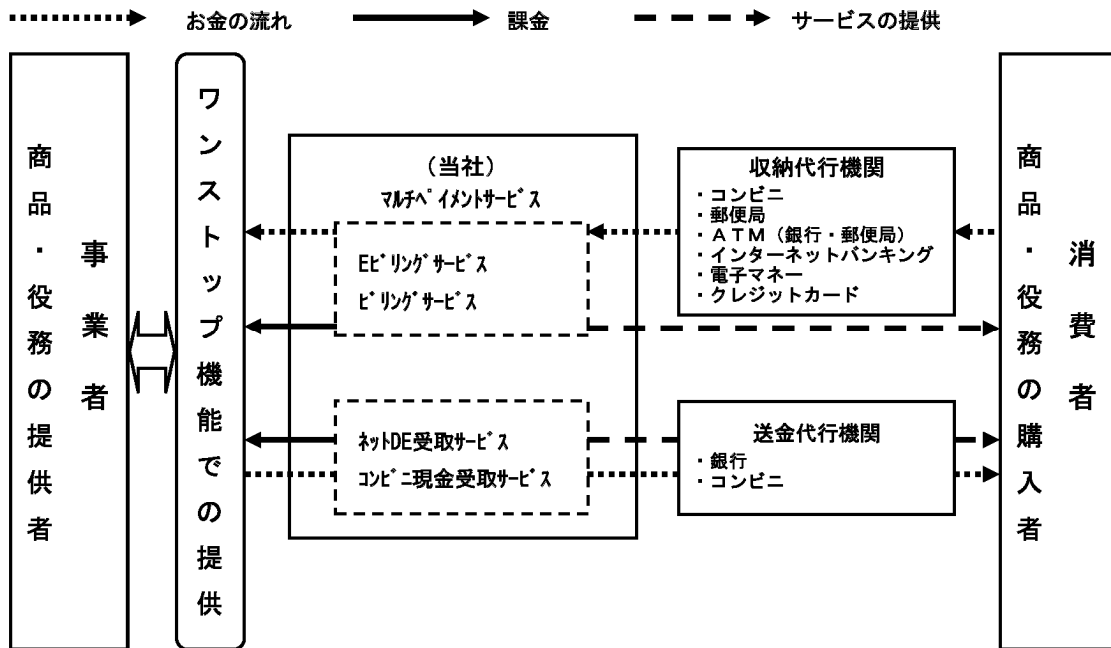 お金の流れ
課金
サービスの提供
事業者
商品・役務の提供者
ワンストップ機能での提供
(当社)
ﾏﾙﾁﾍﾟｲﾒﾝﾄｻｰﾋﾞｽ
Eﾋﾞﾘﾝｸﾞｻｰﾋﾞｽ
ﾋﾞﾘﾝｸﾞｻｰﾋﾞｽ
ﾈｯﾄDE受取ｻｰﾋﾞｽ
ｺﾝﾋﾞﾆ現金受取ｻｰﾋﾞｽ
収納代行機関
・コンビニ
・郵便局
・ＡＴＭ（銀行・郵便局）
・インターネットバンキング
・電子マネー
・クレジットカード
送金代行機関
・銀行
・コンビニ
消費者
商品・役務の購入者